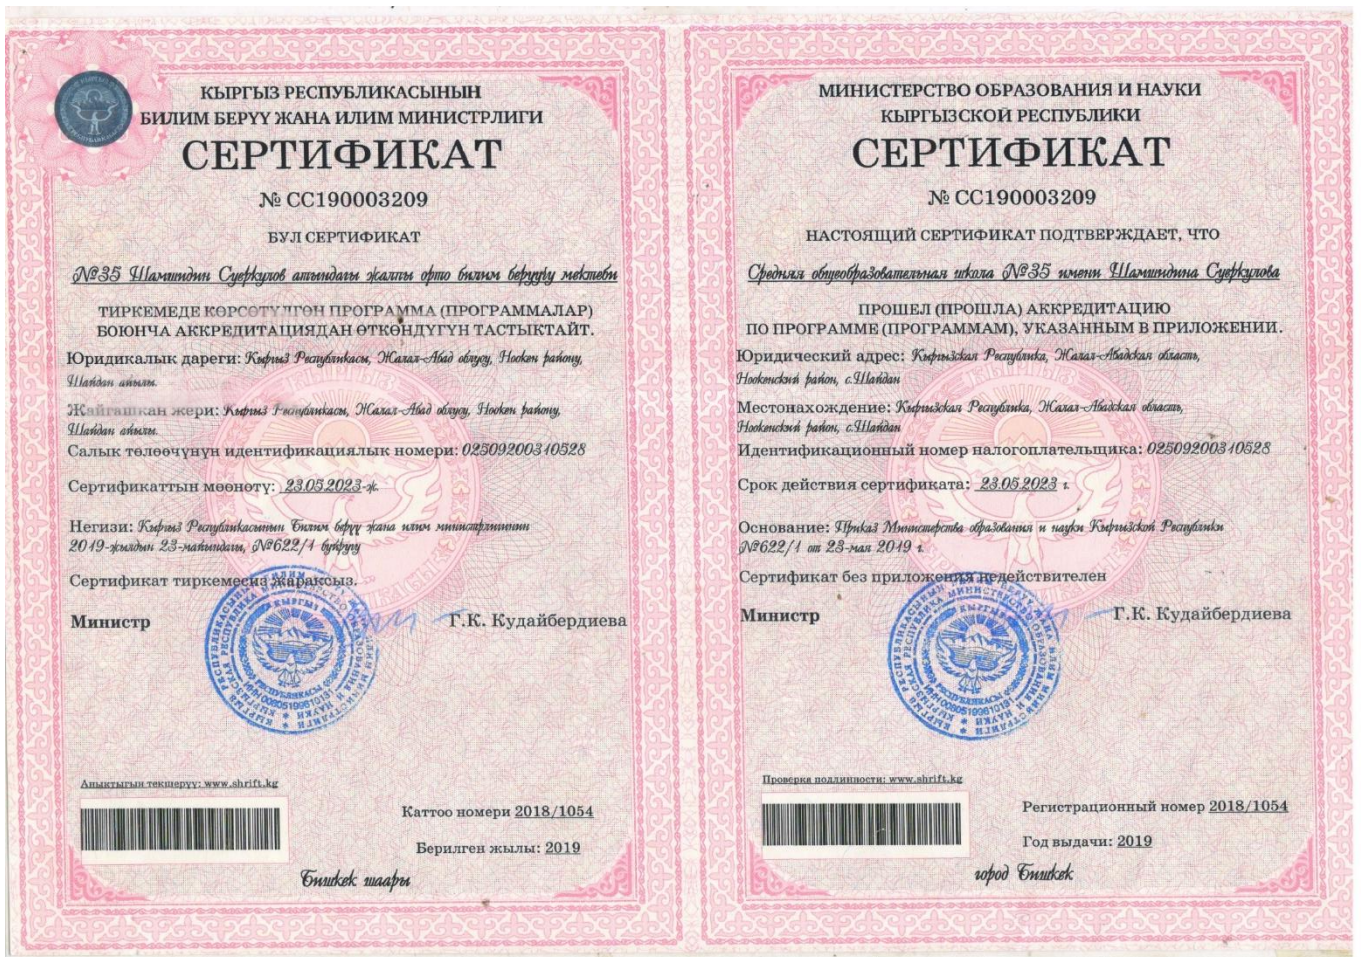 КЫРГЫЗ РЕСПУБЛИКАСЫНЫН
БИЛИМ БЕРҮҮ ЖАНА ИЛИМ МИНИСТРЛИГИ
СЕРТИФИКАТ
№ СС190003209
БУЛ СЕРТИФИКАТ
№35 Шамшидин Суеркулов атындагы жалпы орто билим берүүчү мектеби
ТИРКЕМЕДЕ КӨРСӨТҮЛГӨН ПРОГРАММА (ПРОГРАММАЛАР)
БОЮНЧА АККРЕДИТАЦИЯДАН ӨТКӨНДҮГҮН ТАСТЫКТАЙТ.
Юридикалык дареги: Кыргыз Республикасы, Жалал-Абад облусу, Ноокен району,
Шайдан айылы.
Жайгашкан жери: Кыргыз Республикасы, Жалал-Абад облусу, Ноокен району,
Шайдан айылы.
Салык төлөөчүнүн идентификациялык номери: 02509200310528
Сертификаттын мөөнөтү: 23.05.2023-ж.
Негизи: Кыргыз Республикасынын Билим берүү жана илим министрлигинин
2019-жылдын 23-майындагы, №622/1 буйругу
Сертификат тиркемесиз жараксыз.
Министр Г.К. Кудайбердиева
Аныктыгын текшерүү: www.shrift.kg
Каттоо номери 2018/1054
Берилген жылы: 2019
Бишкек шаары
МИНИСТЕРСТВО ОБРАЗОВАНИЯ И НАУКИ
КЫРГЫЗСКОЙ РЕСПУБЛИКИ
СЕРТИФИКАТ
№ СС190003209
НАСТОЯЩИЙ СЕРТИФИКАТ ПОДТВЕРЖДАЕТ, ЧТО
Средняя общеобразовательная школа №35 имени Шамшидина Суеркулова
ПРОШЕЛ (ПРОШЛА) АККРЕДИТАЦИЮ
ПО ПРОГРАММЕ (ПРОГРАММАМ), УКАЗАННЫМ В ПРИЛОЖЕНИИ.
Юридический адрес: Кыргызская Республика, Жалал-Абадская область,
Ноокенский район, с.Шайдан
Местонахождение: Кыргызская Республика, Жалал-Абадская область,
Ноокенский район, с.Шайдан
Идентификационный номер налогоплательщика: 02509200310528
Срок действия сертификата: 23.05.2023 г.
Основание: Приказ Министерства образования и науки Кыргызской Республики
№622/1 от 23-мая 2019 г.
Сертификат без приложения недействителен
Министр Г.К. Кудайбердиева
Проверка подлинности: www.shrift.kg
Регистрационный номер 2018/1054
Год выдачи: 2019
город Бишкек